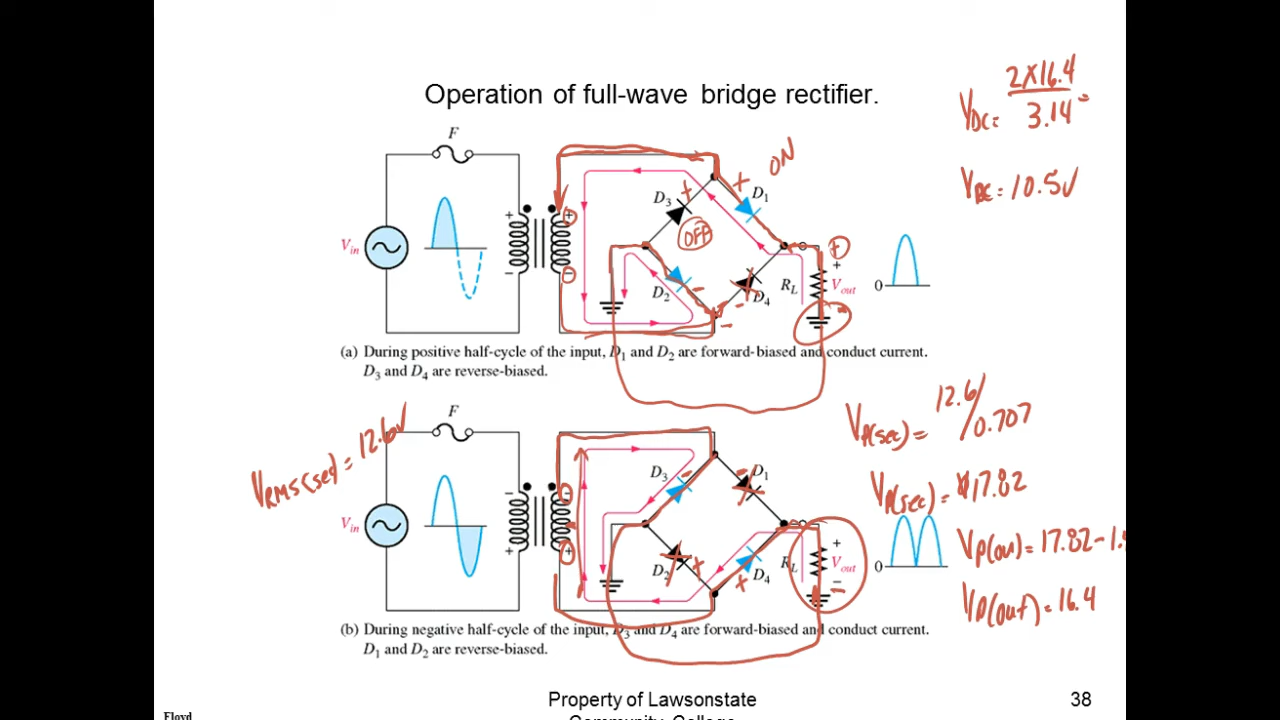 Operation of full-wave bridge rectifier.
2×16.4
V_DC = 3.14 =
V_DC = 10.5V
F
V_in
+ +
- -
D3 + + D1 ON
OFF
D2 - - D4
R_L + V_out
0
(a) During positive half-cycle of the input, D1 and D2 are forward-biased and conduct current.
D3 and D4 are reverse-biased.
V_RMS(sec) = 12.6V
F
V_in
- -
+ +
D3 - - D1
D2 + + D4
R_L + V_out -
0
V_P(sec) = 12.6/0.707
V_P(sec) = 17.82
V_P(out) = 17.82 - 1.
V_P(out) = 16.4
(b) During negative half-cycle of the input, D3 and D4 are forward-biased and conduct current.
D1 and D2 are reverse-biased.
Property of Lawsonstate
Community College
38
Floyd